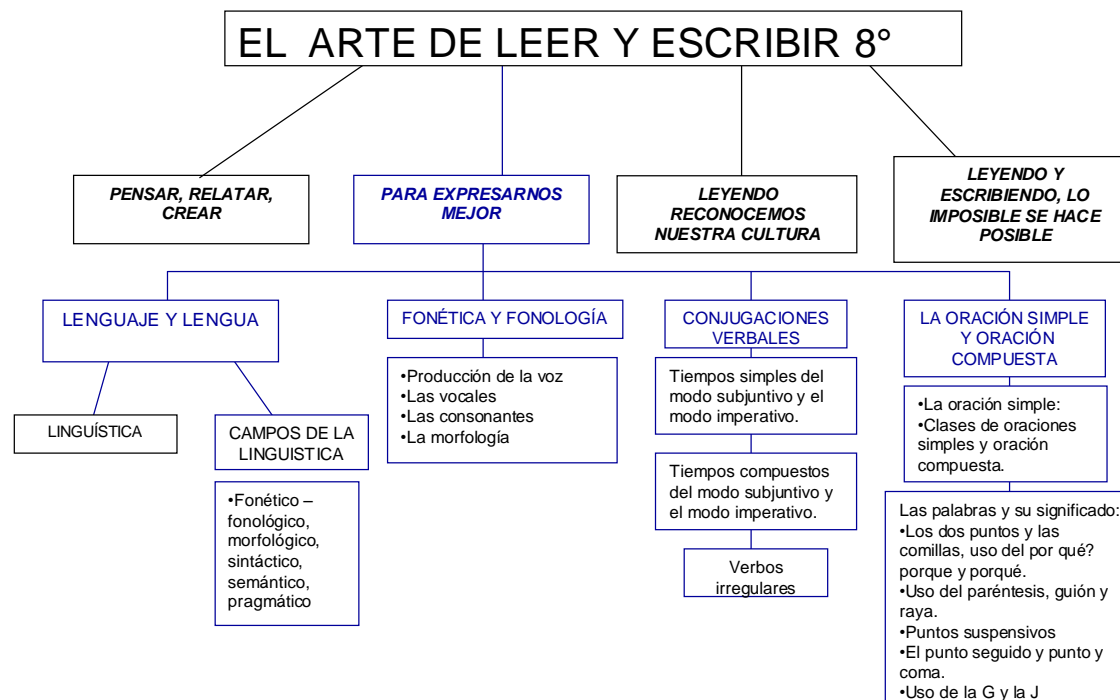 EL ARTE DE LEER Y ESCRIBIR 8°
PENSAR, RELATAR,
CREAR
PARA EXPRESARNOS
MEJOR
LEYENDO
RECONOCEMOS
NUESTRA CULTURA
LEYENDO Y
ESCRIBIENDO, LO
IMPOSIBLE SE HACE
POSIBLE
LENGUAJE Y LENGUA
LINGUÍSTICA
CAMPOS DE LA
LINGUISTICA
•Fonético –
fonológico,
morfológico,
sintáctico,
semántico,
pragmático
FONÉTICA Y FONOLOGÍA
•Producción de la voz
•Las vocales
•Las consonantes
•La morfología
CONJUGACIONES
VERBALES
Tiempos simples del
modo subjuntivo y el
modo imperativo.
Tiempos compuestos
del modo subjuntivo y
el modo imperativo.
Verbos
irregulares
LA ORACIÓN SIMPLE
Y ORACIÓN
COMPUESTA
•La oración simple:
•Clases de oraciones
simples y oración
compuesta.
Las palabras y su significado:
•Los dos puntos y las
comillas, uso del por qué?
porque y porqué.
•Uso del paréntesis, guión y
raya.
•Puntos suspensivos
•El punto seguido y punto y
coma.
•Uso de la G y la J